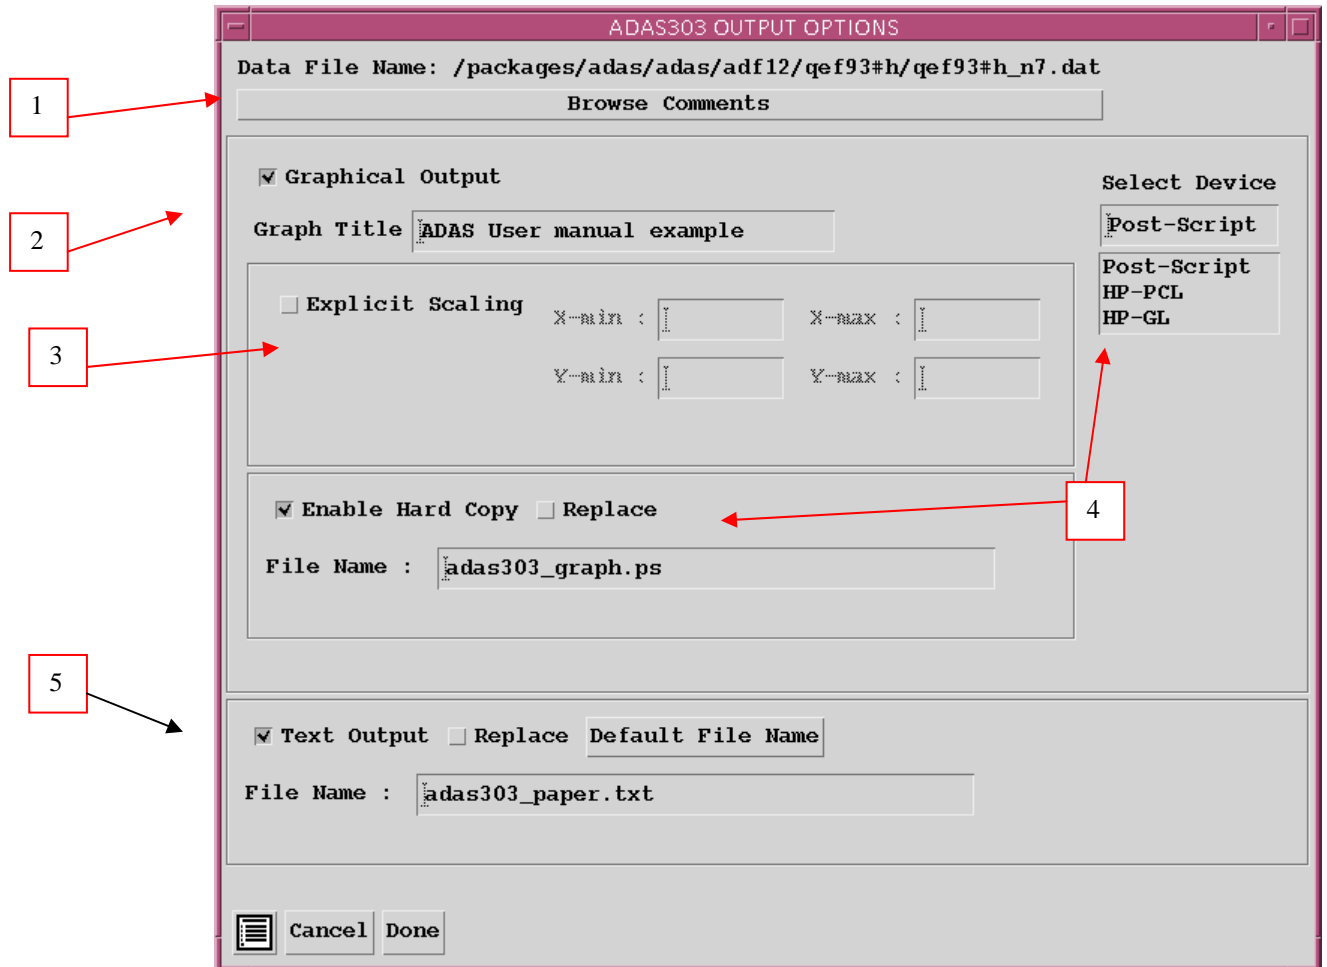 ADAS303 OUTPUT OPTIONS
Data File Name: /packages/adas/adas/adf12/qef93#h/qef93#h_n7.dat
1
Browse Comments
Graphical Output
Select Device
2
Graph Title ADAS User manual example
Post-Script
Post-Script
HP-PCL
HP-GL
3
Explicit Scaling X-min : X-max :
Y-min : Y-max :
4
Enable Hard Copy Replace
File Name : adas303_graph.ps
5
Text Output Replace Default File Name
File Name : adas303_paper.txt
Cancel Done